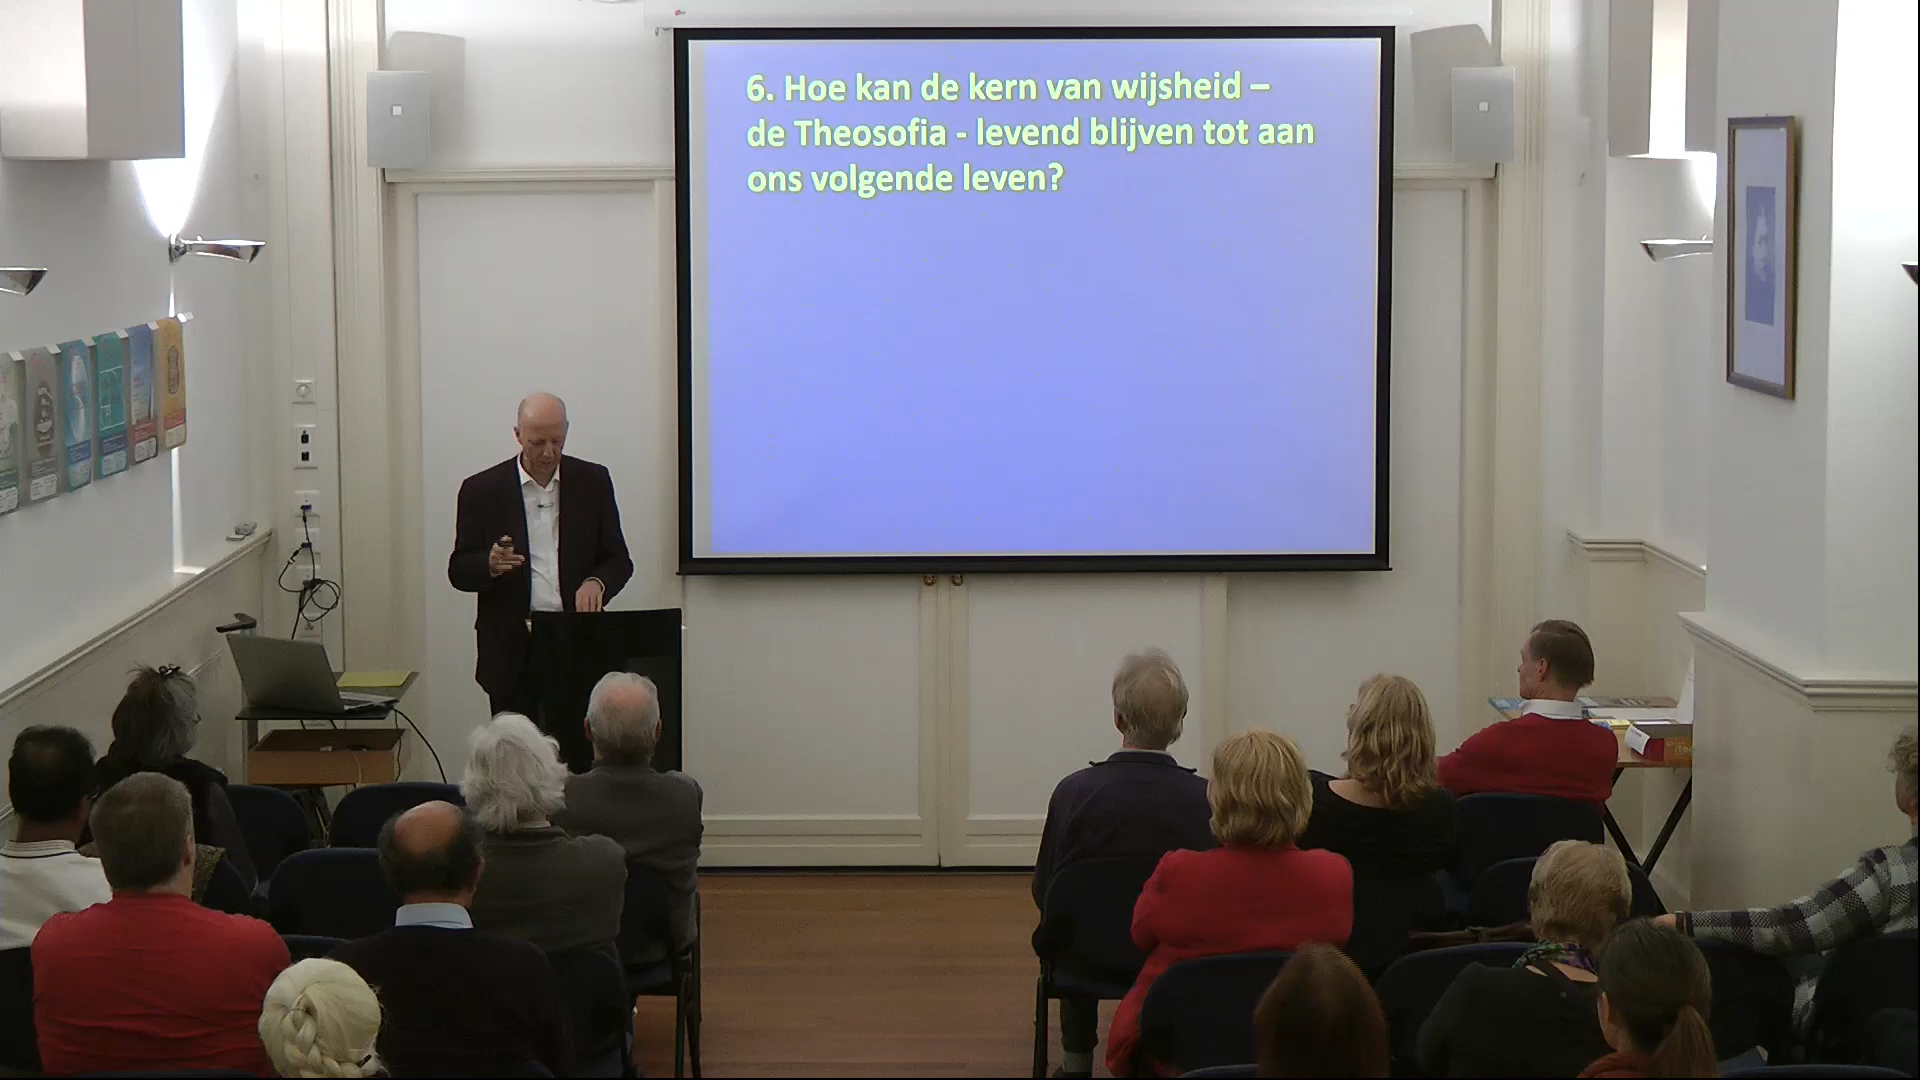 6. Hoe kan de kern van wijsheid –
de Theosofia - levend blijven tot aan
ons volgende leven?